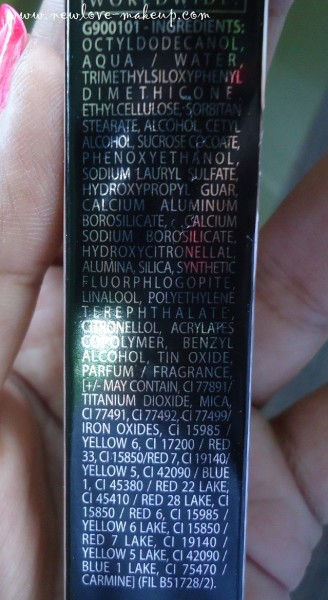 www.newlove-makeup.com
G900101 - INGREDIENTS:
OCTYLDODECANOL,
AQUA / WATER,
TRIMETHYLSILOXYPHENYL
DIMETHICONE,
ETHYLCELLULOSE, SORBITAN
STEARATE, ALCOHOL, CETYL
ALCOHOL, SUCROSE COCOATE,
PHENOXYETHANOL,
SODIUM LAURYL SULFATE,
HYDROXYPROPYL GUAR,
CALCIUM ALUMINUM
BOROSILICATE, CALCIUM
SODIUM BOROSILICATE,
HYDROXYCITRONELLAL,
ALUMINA, SILICA, SYNTHETIC
FLUORPHLOGOPITE,
LINALOOL, POLYETHYLENE
TEREPHTHALATE,
CITRONELLOL, ACRYLATES
COPOLYMER, BENZYL
ALCOHOL, TIN OXIDE,
PARFUM / FRAGRANCE,
[+/- MAY CONTAIN, CI 77891/
TITANIUM DIOXIDE, MICA,
CI 77491, CI 77492, CI 77499/
IRON OXIDES, CI 15985 /
YELLOW 6, CI 17200 / RED
33, CI 15850/RED 7, CI 19140/
YELLOW 5, CI 42090 / BLUE
1, CI 45380 / RED 22 LAKE,
CI 45410 / RED 28 LAKE, CI
15850 / RED 6, CI 15985 /
YELLOW 6 LAKE, CI 15850 /
RED 7 LAKE, CI 19140 /
YELLOW 5 LAKE, CI 42090 /
BLUE 1 LAKE, CI 75470 /
CARMINE] (FIL B51728/2).